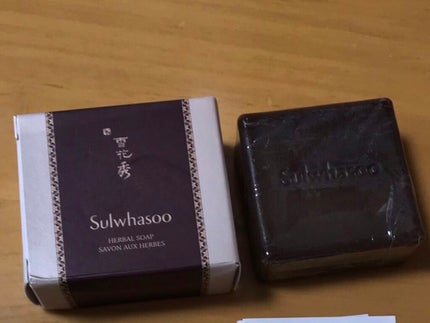 雪
花
秀
Sulwhasoo
HERBAL SOAP
SAVON AUX HERBES
Sulwhasoo